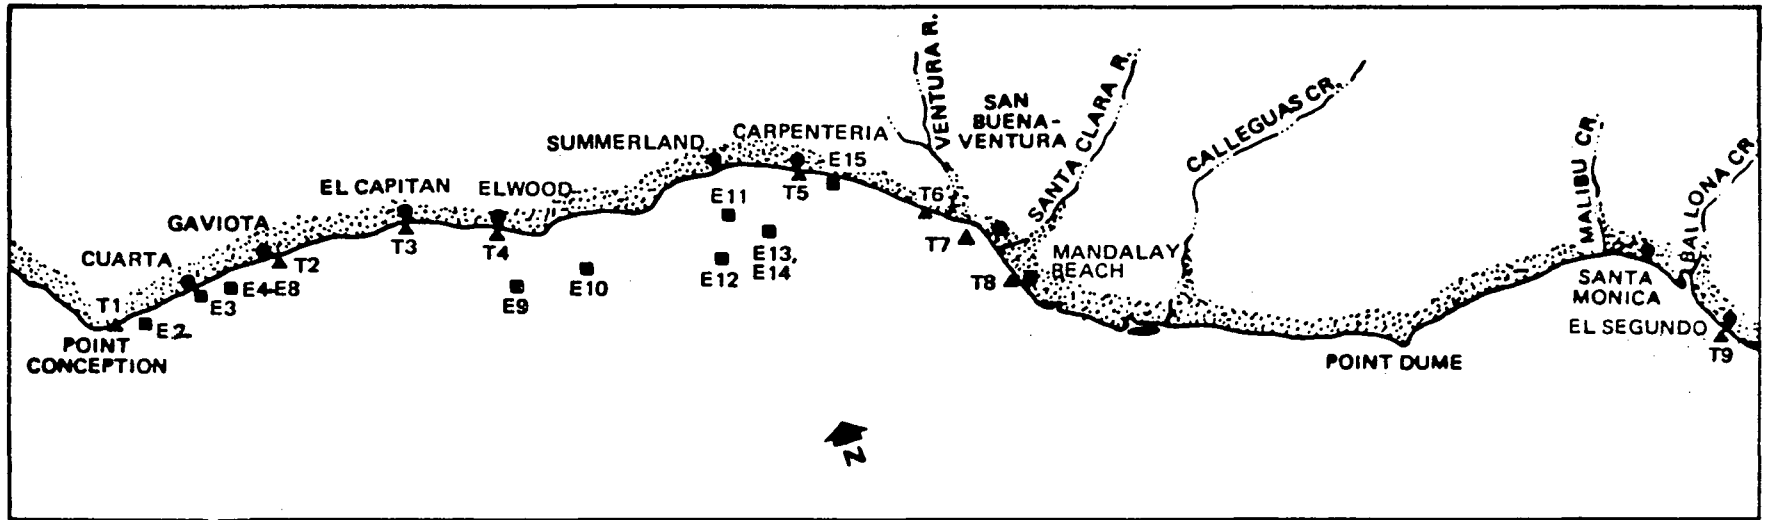 VENTURA R.
SAN
BUENA-
VENTURA
SANTA CLARA R.
CALLEGUAS CR.
MALIBU CR.
BALLONA CR
SUMMERLAND
CARPENTERIA
E15
EL CAPITAN
ELWOOD
GAVIOTA
CUARTA
T1
POINT
CONCEPTION
E2
E3
E4-E8
T2
T3
T4
E9
E10
E11
E12
E13,
E14
T5
T6
T7
T8
MANDALAY
BEACH
POINT DUME
SANTA
MONICA
EL SEGUNDO
T9
N